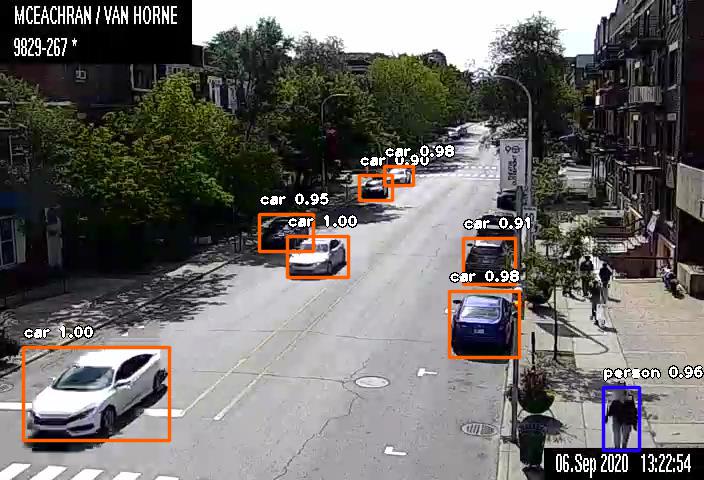 MCEACHRAN / VAN HORNE
9829-267 *
car 0.98
car 0.90
car 0.95
car 1.00
car 0.91
car 0.98
car 1.00
person 0.96
06.Sep 2020 13:22:54